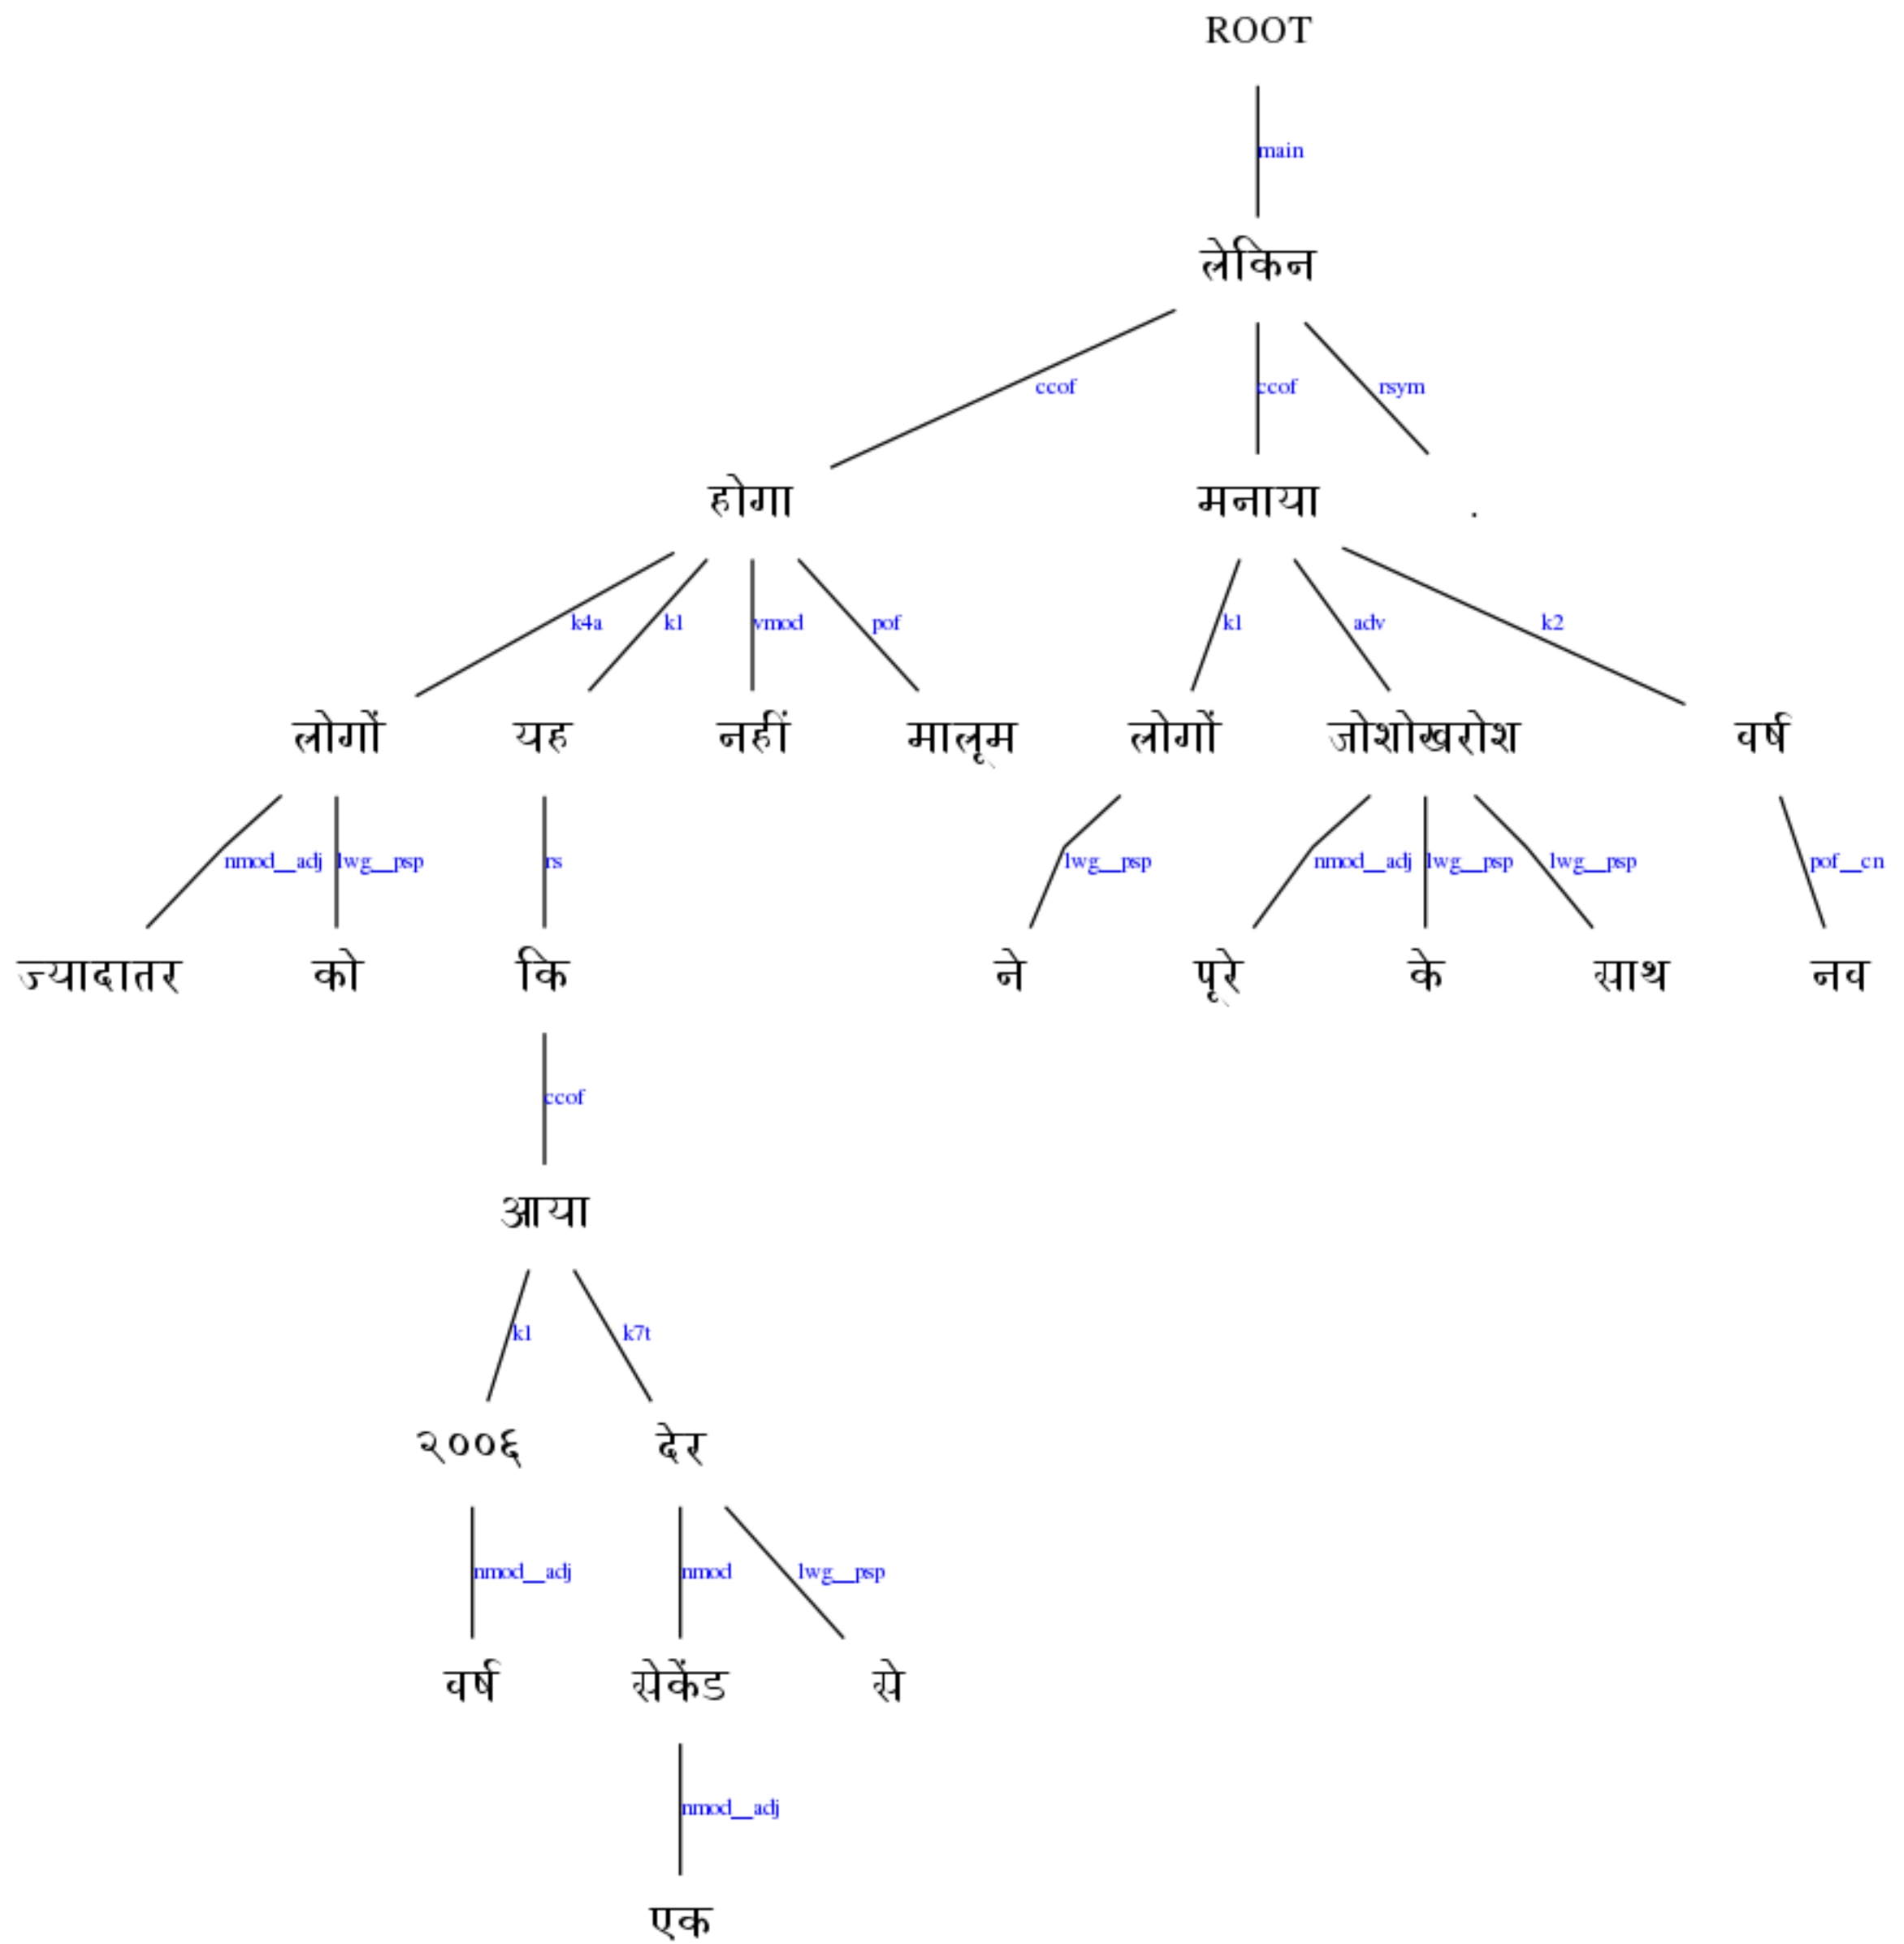 ROOT
main
लेकिन
ccof ccof rsym
होगा मनाया .
k4a k1 vmod pof k1 adv k2
लोगों यह नहीं मालूम लोगों जोशोखरोश वर्ष
nmod__adj lwg__psp rs lwg__psp nmod__adj lwg__psp lwg__psp pof__cn
ज्यादातर को कि ने पूरे के साथ नव
ccof
आया
k1 k7t
२००६ देर
nmod__adj nmod lwg__psp
वर्ष सेकेंड से
nmod__adj
एक